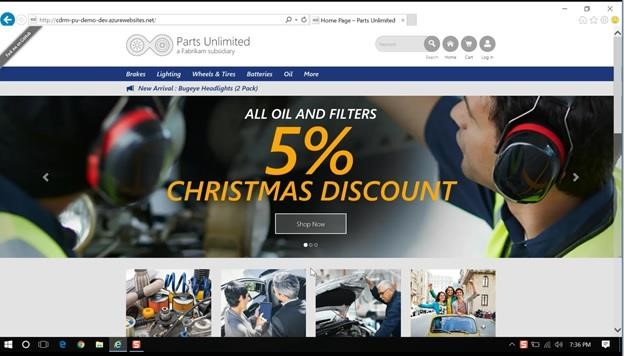 http://cdrm-pu-demo-dev.azurewebsites.net/
Home Page – Parts Unlimited
Fork me on GitHub
Parts Unlimited
a Fabrikam subsidiary
Keyword
Search
Home
Cart
Log in
Brakes
Lighting
Wheels & Tires
Batteries
Oil
More
New Arrival : Bugeye Headlights (2 Pack)
ALL OIL AND FILTERS
5%
CHRISTMAS DISCOUNT
Shop Now
7:36 PM